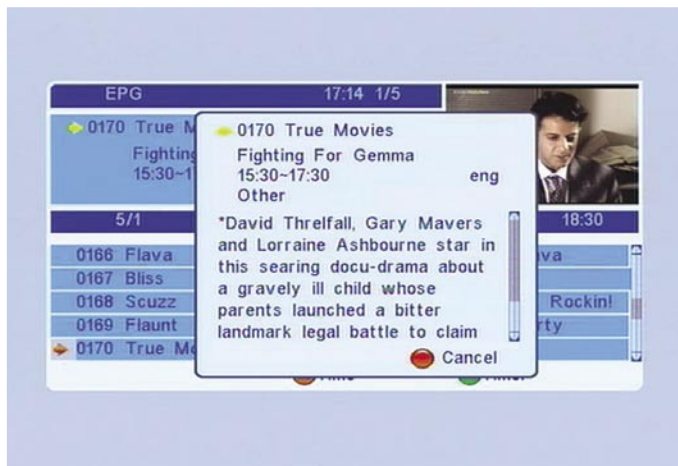 EPG 17:14 1/5
0170 True M
Fighting
15:30~1
0170 True Movies
Fighting For Gemma
15:30~17:30 eng
Other
*David Threlfall, Gary Mavers
and Lorraine Ashbourne star in
this searing docu-drama about
a gravely ill child whose
parents launched a bitter
landmark legal battle to claim
Cancel
5/1 18:30
0166 Flava va
0167 Bliss
0168 Scuzz Rockin!
0169 Flaunt rty
0170 True Mo